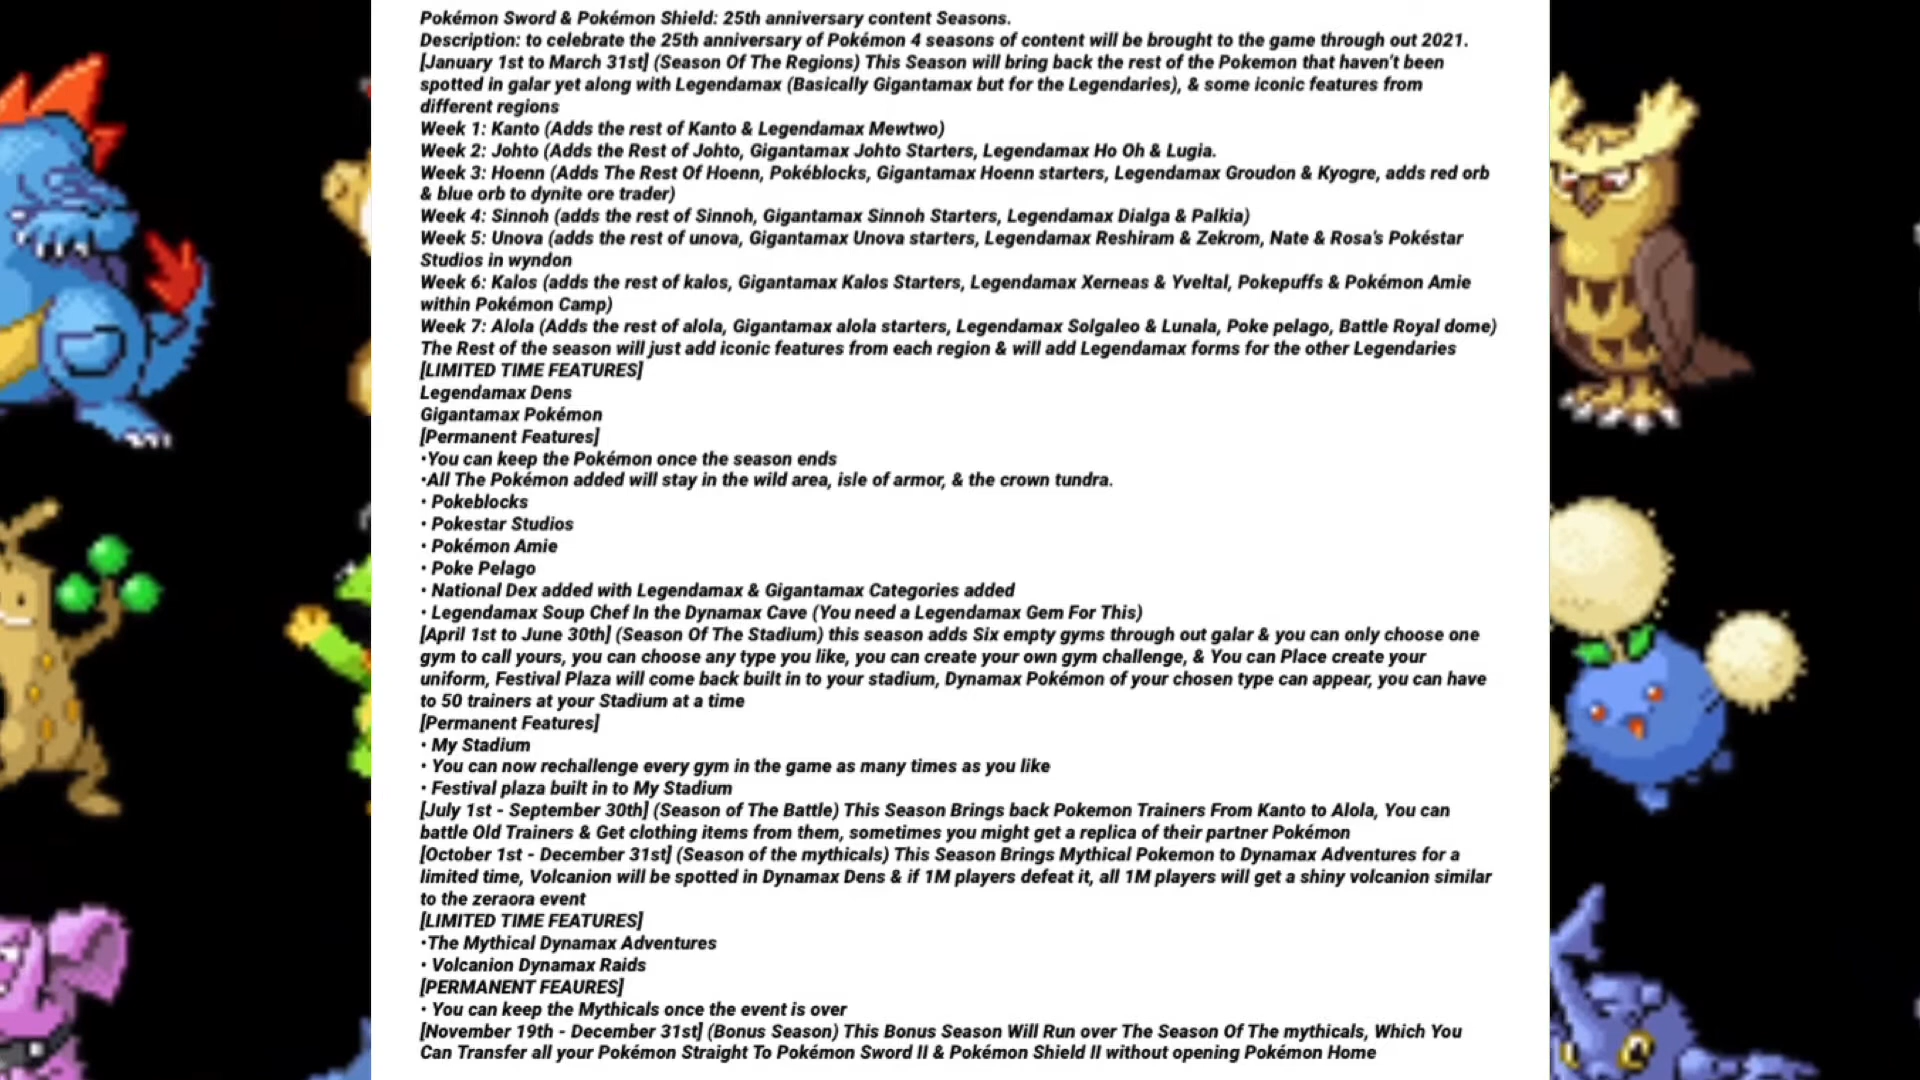 Pokémon Sword & Pokémon Shield: 25th anniversary content Seasons.
Description: to celebrate the 25th anniversary of Pokémon 4 seasons of content will be brought to the game through out 2021.
[January 1st to March 31st] (Season Of The Regions) This Season will bring back the rest of the Pokemon that haven't been
spotted in galar yet along with Legendamax (Basically Gigantamax but for the Legendaries), & some iconic features from
different regions
Week 1: Kanto (Adds the rest of Kanto & Legendamax Mewtwo)
Week 2: Johto (Adds the Rest of Johto, Gigantamax Johto Starters, Legendamax Ho Oh & Lugia.
Week 3: Hoenn (Adds The Rest Of Hoenn, Pokéblocks, Gigantamax Hoenn starters, Legendamax Groudon & Kyogre, adds red orb
& blue orb to dynite ore trader)
Week 4: Sinnoh (adds the rest of Sinnoh, Gigantamax Sinnoh Starters, Legendamax Dialga & Palkia)
Week 5: Unova (adds the rest of unova, Gigantamax Unova starters, Legendamax Reshiram & Zekrom, Nate & Rosa's Pokéstar
Studios in wyndon
Week 6: Kalos (adds the rest of kalos, Gigantamax Kalos Starters, Legendamax Xerneas & Yveltal, Pokepuffs & Pokémon Amie
within Pokémon Camp)
Week 7: Alola (Adds the rest of alola, Gigantamax alola starters, Legendamax Solgaleo & Lunala, Poke pelago, Battle Royal dome)
The Rest of the season will just add iconic features from each region & will add Legendamax forms for the other Legendaries
[LIMITED TIME FEATURES]
Legendamax Dens
Gigantamax Pokémon
[Permanent Features]
•You can keep the Pokémon once the season ends
•All The Pokémon added will stay in the wild area, isle of armor, & the crown tundra.
• Pokeblocks
• Pokestar Studios
• Pokémon Amie
• Poke Pelago
• National Dex added with Legendamax & Gigantamax Categories added
• Legendamax Soup Chef In the Dynamax Cave (You need a Legendamax Gem For This)
[April 1st to June 30th] (Season Of The Stadium) this season adds Six empty gyms through out galar & you can only choose one
gym to call yours, you can choose any type you like, you can create your own gym challenge, & You can Place create your
uniform, Festival Plaza will come back built in to your stadium, Dynamax Pokémon of your chosen type can appear, you can have
to 50 trainers at your Stadium at a time
[Permanent Features]
• My Stadium
• You can now rechallenge every gym in the game as many times as you like
• Festival plaza built in to My Stadium
[July 1st - September 30th] (Season of The Battle) This Season Brings back Pokemon Trainers From Kanto to Alola, You can
battle Old Trainers & Get clothing items from them, sometimes you might get a replica of their partner Pokémon
[October 1st - December 31st] (Season of the mythicals) This Season Brings Mythical Pokemon to Dynamax Adventures for a
limited time, Volcanion will be spotted in Dynamax Dens & if 1M players defeat it, all 1M players will get a shiny volcanion similar
to the zeraora event
[LIMITED TIME FEATURES]
•The Mythical Dynamax Adventures
• Volcanion Dynamax Raids
[PERMANENT FEAURES]
• You can keep the Mythicals once the event is over
[November 19th - December 31st] (Bonus Season) This Bonus Season Will Run over The Season Of The mythicals, Which You
Can Transfer all your Pokémon Straight To Pokémon Sword II & Pokémon Shield II without opening Pokémon Home